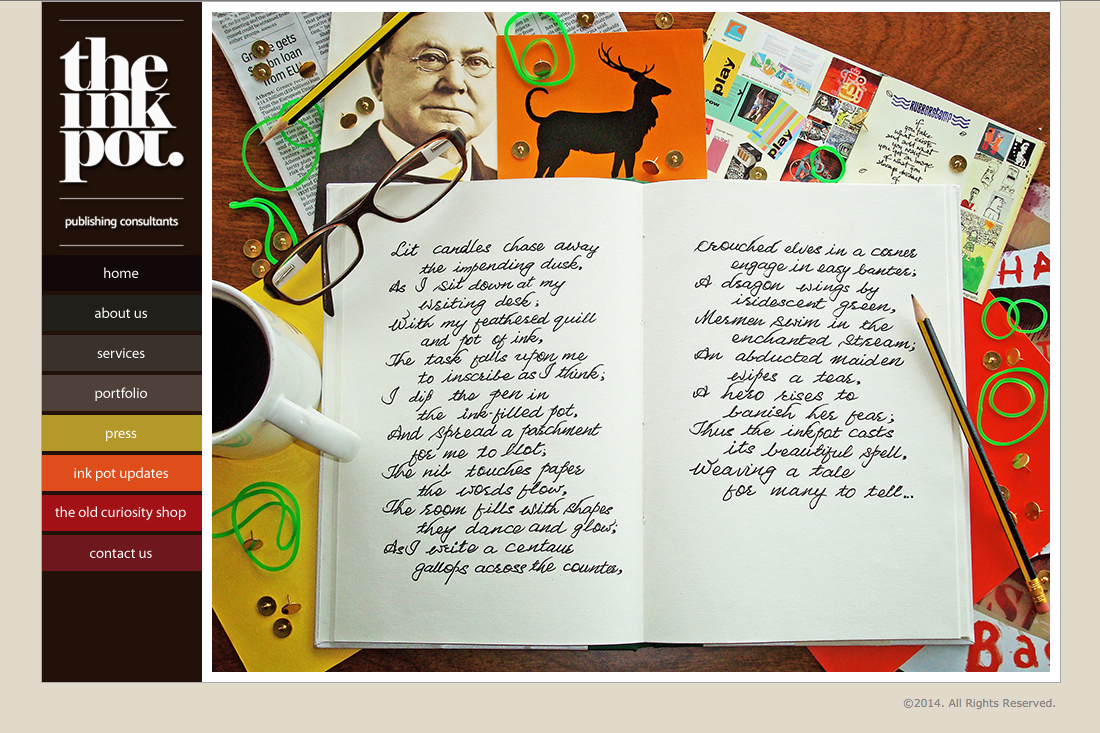 the
ink
pot.
publishing consultants
home
about us
services
portfolio
press
ink pot updates
the old curiosity shop
contact us
Greece gets
bn loan
from EU
play
play
row
RUBBERSTAMP
HA
Lit candles chase away
the impending dusk,
As I sit down at my
writing desk;
With my feathered quill
and pot of ink,
The task falls upon me
to inscribe as I think;
I dip the pen in
the ink-filled pot,
And spread a parchment
for me to blot;
The nib touches paper
the words flow,
The room fills with shapes
they dance and glow;
As I write a centaur
gallops across the counter,
Crouched elves in a corner
engage in easy banter;
A dragon wings by
iridescent green,
Mermen swim in the
enchanted stream;
An abducted maiden
wipes a tear,
A hero rises to
banish her fear;
Thus the inkpot casts
its beautiful spell,
Weaving a tale
for many to tell...
Ba
©2014. All Rights Reserved.